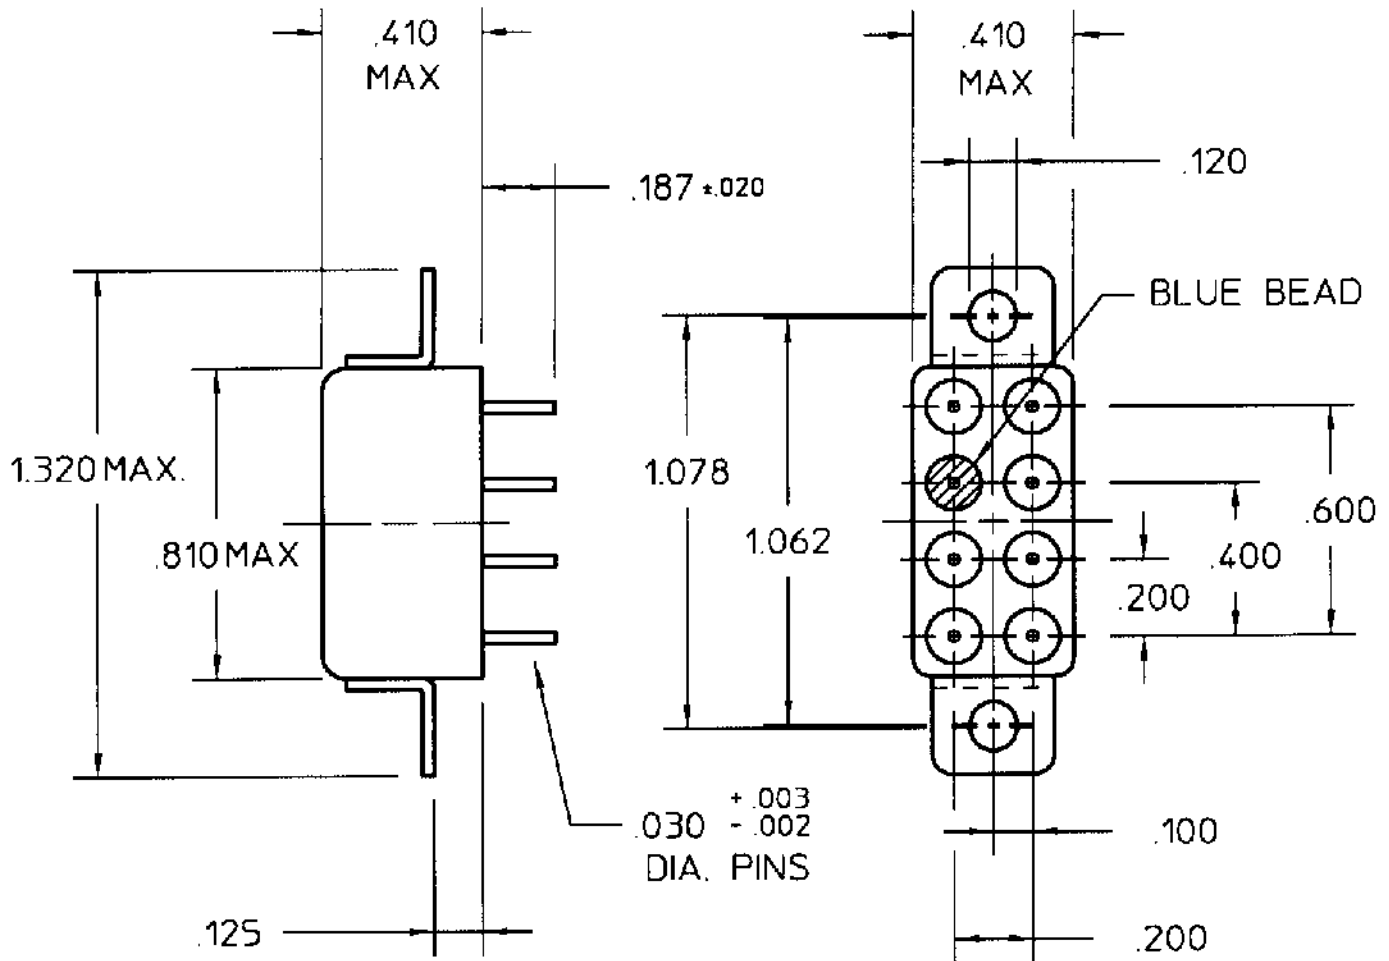 .410
MAX
.410
MAX
.120
.187 ±.020
BLUE BEAD
1.320 MAX.
1.078
.600
.810 MAX
1.062
.400
.200
+ .003
.030 - .002
DIA. PINS
.100
.125
.200